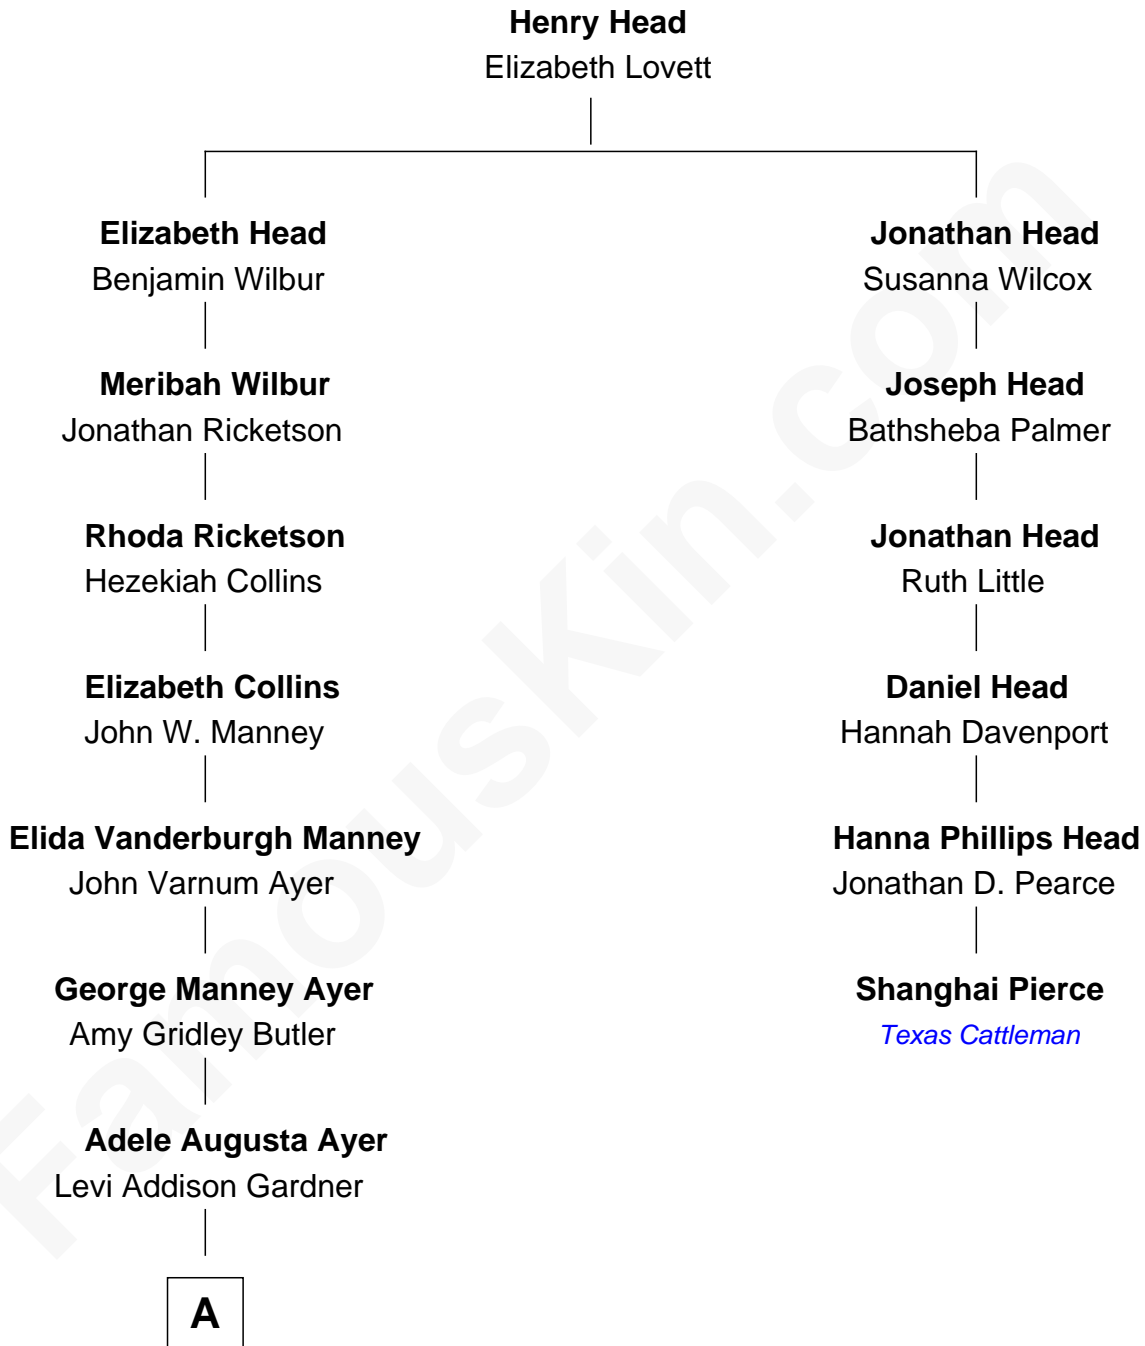 Henry Head
Elizabeth Lovett
Elizabeth Head
Benjamin Wilbur
Meribah Wilbur
Jonathan Ricketson
Rhoda Ricketson
Hezekiah Collins
Elizabeth Collins
John W. Manney
Elida Vanderburgh Manney
John Varnum Ayer
George Manney Ayer
Amy Gridley Butler
Adele Augusta Ayer
Levi Addison Gardner
A
Jonathan Head
Susanna Wilcox
Joseph Head
Bathsheba Palmer
Jonathan Head
Ruth Little
Daniel Head
Hannah Davenport
Hanna Phillips Head
Jonathan D. Pearce
Shanghai Pierce
Texas Cattleman
FamousKin.com